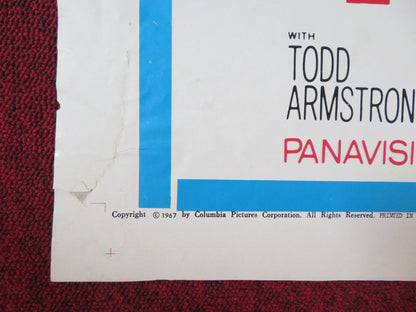 WITH
TODD
ARMSTRON
PANAVISI
Copyright © 1967 by Columbia Pictures Corporation. All Rights Reserved. PRINTED IN